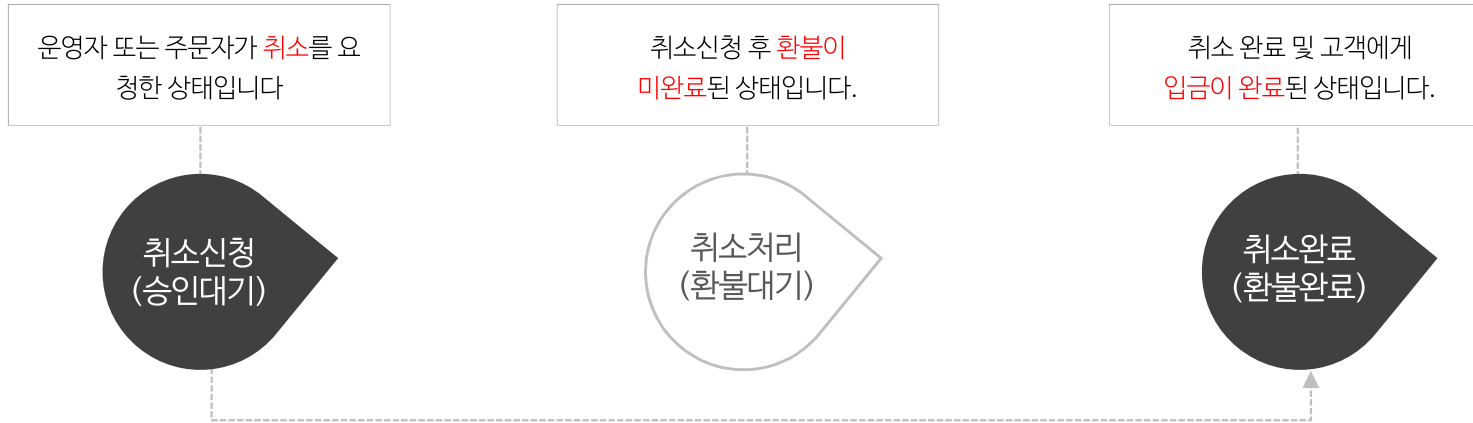 운영자 또는 주문자가 취소를 요
청한 상태입니다
취소신청 후 환불이
미완료된 상태입니다.
취소 완료 및 고객에게
입금이 완료된 상태입니다.
취소신청
(승인대기)
취소처리
(환불대기)
취소완료
(환불완료)